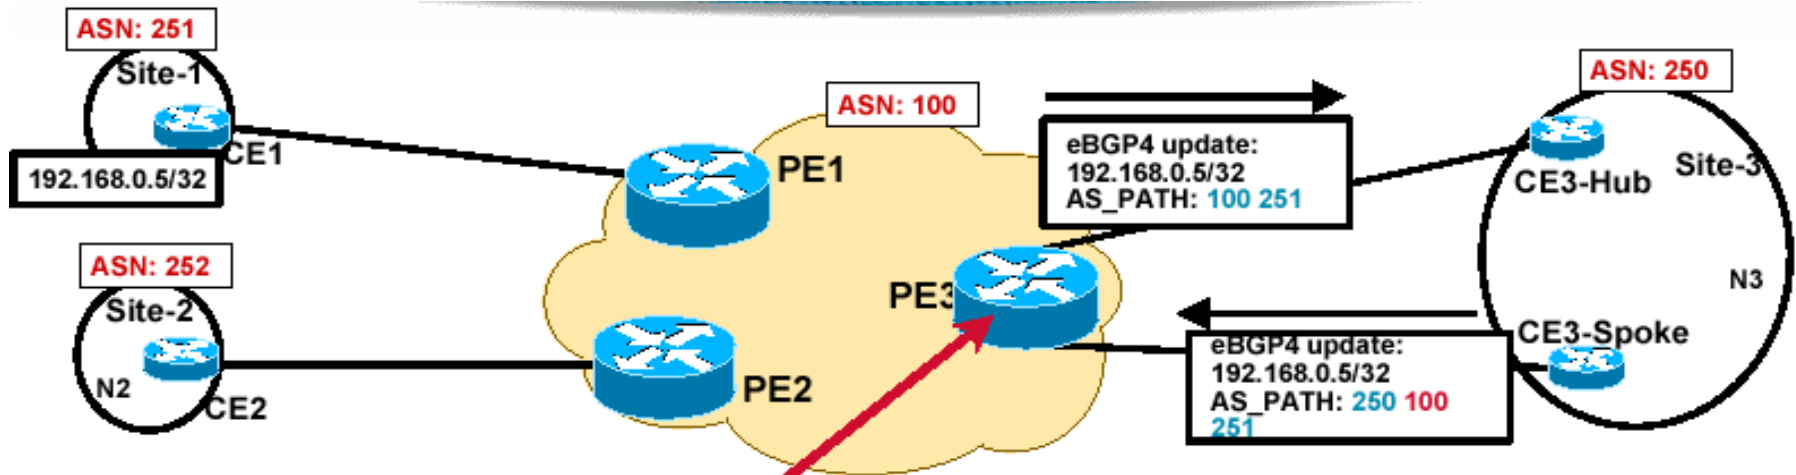 ASN: 251
Site-1
CE1
192.168.0.5/32
ASN: 252
Site-2
N2
CE2
ASN: 100
PE1
PE2
PE3
eBGP4 update:
192.168.0.5/32
AS_PATH: 100 251
ASN: 250
CE3-Hub
Site-3
N3
CE3-Spoke
eBGP4 update:
192.168.0.5/32
AS_PATH: 250 100
251